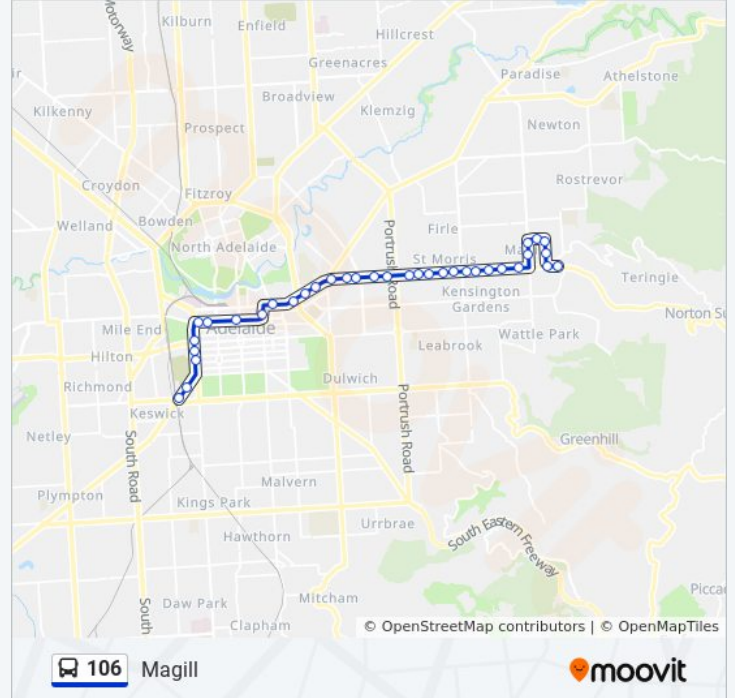 Motorway
Kilburn
Enfield
Hillcrest
Greenacres
Paradise
Athelstone
Broadview
Klemzig
Kilkenny
Prospect
Newton
Croydon
Fitzroy
Rostrevor
Welland
Bowden
Firle
North Adelaide
St Morris
Ma
Portrush Road
Teringie
Kensington
Gardens
Norton Su
Mile End
Adelaide
Wattle Park
Hilton
Leabrook
Richmond
Dulwich
Keswick
Portrush Road
Netley
South Road
Greenhill
Malvern
Plympton
Kings Park
Urrbrae
South Eastern Freeway
Hawthorn
Picca
Daw Park
Mitcham
South
Clapham
© OpenStreetMap contributors | © OpenMapTiles
106 Magill
moovit